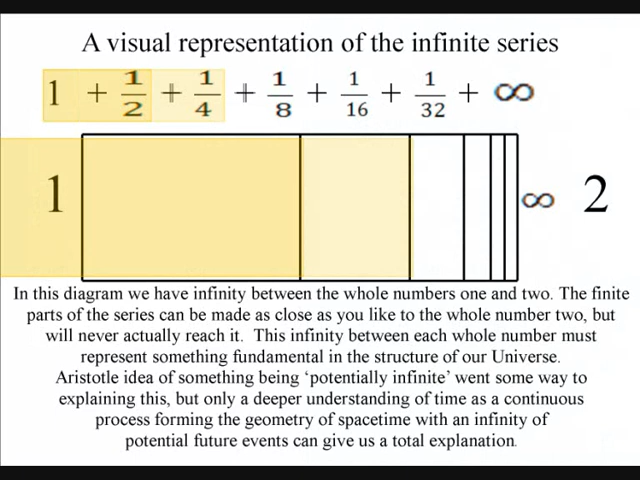 A visual representation of the infinite series
1 + 1/2 + 1/4 + 1/8 + 1/16 + 1/32 + ∞
1 ∞ 2
In this diagram we have infinity between the whole numbers one and two. The finite
parts of the series can be made as close as you like to the whole number two, but
will never actually reach it. This infinity between each whole number must
represent something fundamental in the structure of our Universe.
Aristotle idea of something being ‘potentially infinite’ went some way to
explaining this, but only a deeper understanding of time as a continuous
process forming the geometry of spacetime with an infinity of
potential future events can give us a total explanation.